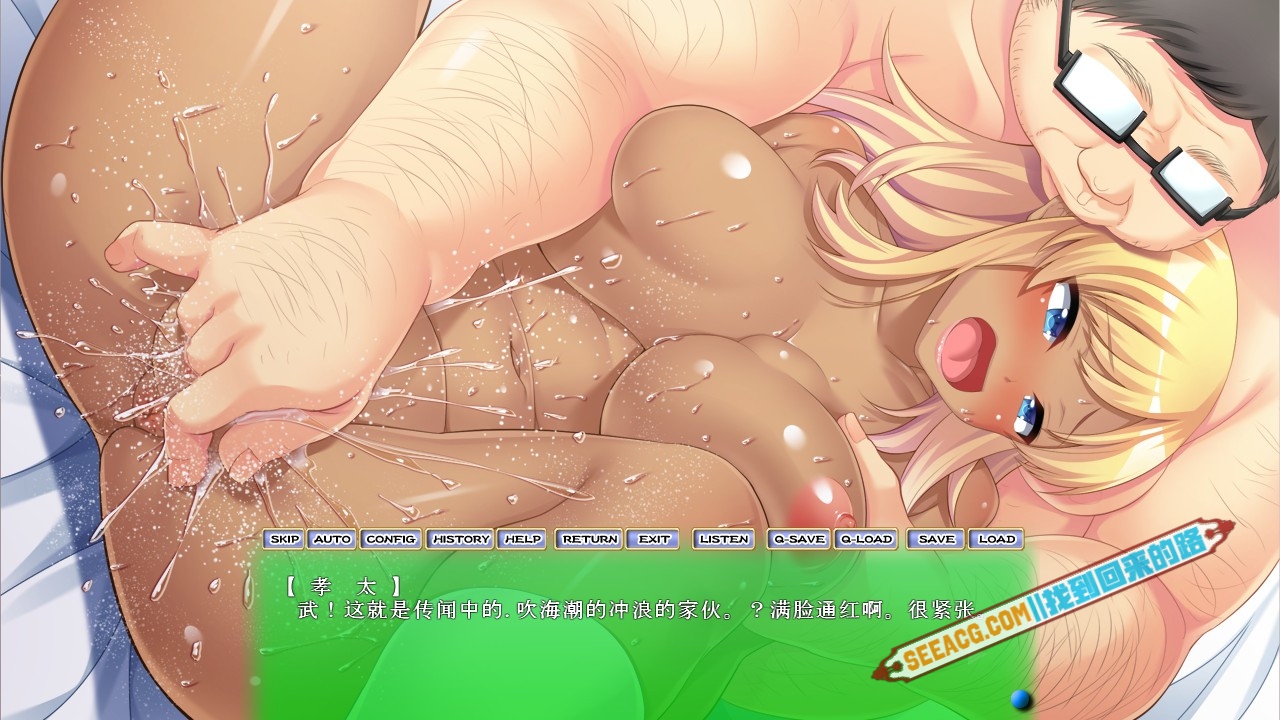 SKIP AUTO CONFIG HISTORY HELP RETURN EXIT LISTEN Q-SAVE Q-LOAD SAVE LOAD
【孝 太】
武！这就是传闻中的.吹海潮的冲浪的家伙。？满脸通红啊。很紧张
SEEACG.COM||找到回来的路